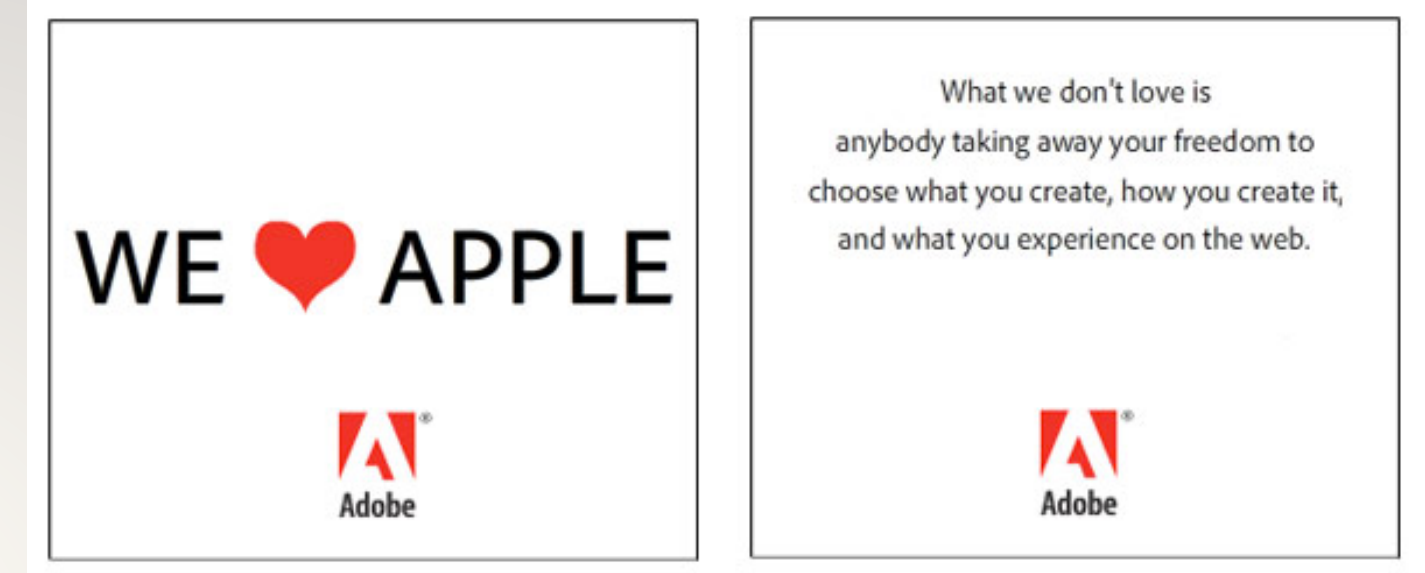 WE ❤ APPLE
Adobe®
What we don't love is
anybody taking away your freedom to
choose what you create, how you create it,
and what you experience on the web.
Adobe®